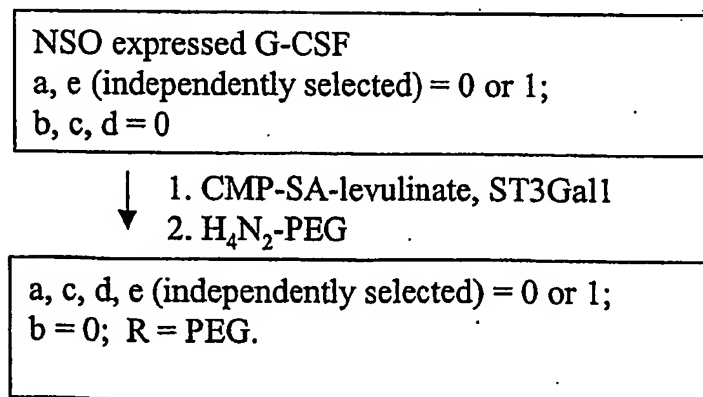 NSO expressed G-CSF
a, e (independently selected) = 0 or 1;
b, c, d = 0
1. CMP-SA-levulinate, ST3Gal1
2. H₄N₂-PEG
a, c, d, e (independently selected) = 0 or 1;
b = 0; R = PEG.